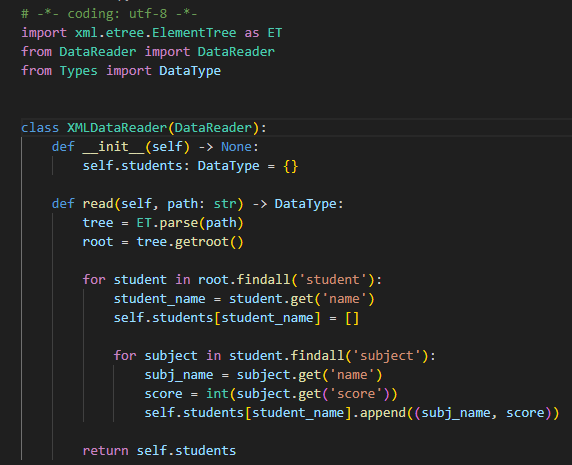 # -*- coding: utf-8 -*-
import xml.etree.ElementTree as ET
from DataReader import DataReader
from Types import DataType
class XMLDataReader(DataReader):
    def __init__(self) -> None:
        self.students: DataType = {}
    def read(self, path: str) -> DataType:
        tree = ET.parse(path)
        root = tree.getroot()
        for student in root.findall('student'):
            student_name = student.get('name')
            self.students[student_name] = []
            for subject in student.findall('subject'):
                subj_name = subject.get('name')
                score = int(subject.get('score'))
                self.students[student_name].append((subj_name, score))
        return self.students